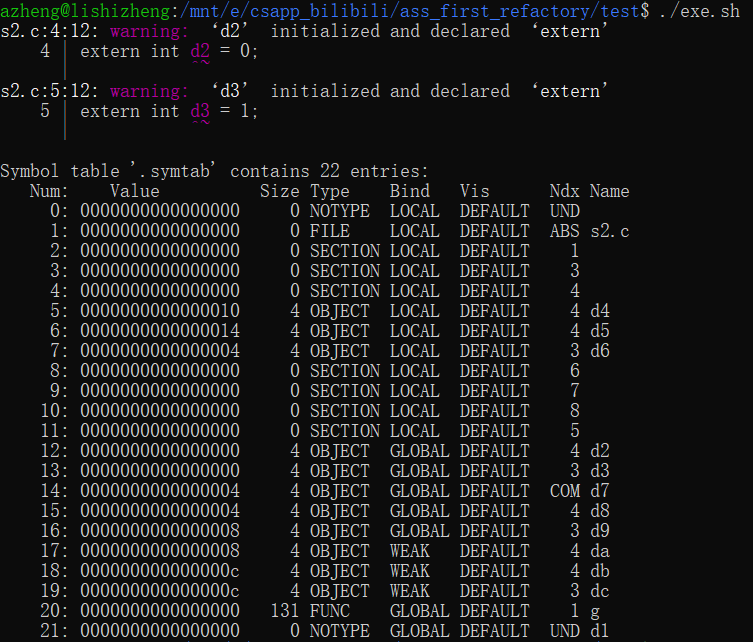 azheng@lishizheng:/mnt/e/csapp_bilibili/ass_first_refactory/test$ ./exe.sh
s2.c:4:12: warning: ‘d2’ initialized and declared ‘extern’
    4 | extern int d2 = 0;
      |            ^~
s2.c:5:12: warning: ‘d3’ initialized and declared ‘extern’
    5 | extern int d3 = 1;
      |            ^~
Symbol table '.symtab' contains 22 entries:
   Num:    Value             Size Type    Bind   Vis      Ndx Name
     0: 0000000000000000     0 NOTYPE  LOCAL  DEFAULT  UND
     1: 0000000000000000     0 FILE    LOCAL  DEFAULT  ABS s2.c
     2: 0000000000000000     0 SECTION LOCAL  DEFAULT    1
     3: 0000000000000000     0 SECTION LOCAL  DEFAULT    3
     4: 0000000000000000     0 SECTION LOCAL  DEFAULT    4
     5: 0000000000000010     4 OBJECT  LOCAL  DEFAULT    4 d4
     6: 0000000000000014     4 OBJECT  LOCAL  DEFAULT    4 d5
     7: 0000000000000004     4 OBJECT  LOCAL  DEFAULT    3 d6
     8: 0000000000000000     0 SECTION LOCAL  DEFAULT    6
     9: 0000000000000000     0 SECTION LOCAL  DEFAULT    7
    10: 0000000000000000     0 SECTION LOCAL  DEFAULT    8
    11: 0000000000000000     0 SECTION LOCAL  DEFAULT    5
    12: 0000000000000000     4 OBJECT  GLOBAL DEFAULT    4 d2
    13: 0000000000000000     4 OBJECT  GLOBAL DEFAULT    3 d3
    14: 0000000000000004     4 OBJECT  GLOBAL DEFAULT  COM d7
    15: 0000000000000004     4 OBJECT  GLOBAL DEFAULT    4 d8
    16: 0000000000000008     4 OBJECT  GLOBAL DEFAULT    3 d9
    17: 0000000000000008     4 OBJECT  WEAK   DEFAULT    4 da
    18: 000000000000000c     4 OBJECT  WEAK   DEFAULT    4 db
    19: 000000000000000c     4 OBJECT  WEAK   DEFAULT    3 dc
    20: 0000000000000000   131 FUNC    GLOBAL DEFAULT    1 g
    21: 0000000000000000     0 NOTYPE  GLOBAL DEFAULT  UND d1